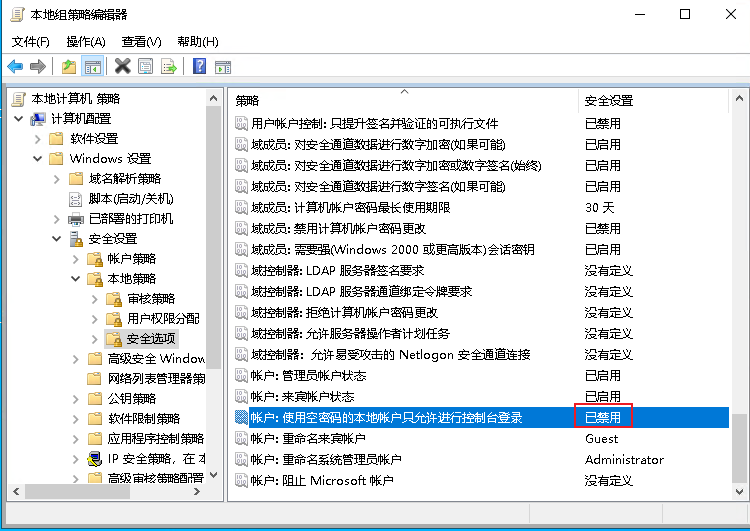 本地组策略编辑器
文件(F) 操作(A) 查看(V) 帮助(H)
本地计算机 策略
计算机配置
软件设置
Windows 设置
域名解析策略
脚本(启动/关机)
已部署的打印机
安全设置
帐户策略
本地策略
审核策略
用户权限分配
安全选项
高级安全 Window
网络列表管理器策
公钥策略
软件限制策略
应用程序控制策略
IP 安全策略，在 本
高级审核策略配置
策略 安全设置
用户帐户控制: 只提升签名并验证的可执行文件 已禁用
域成员: 对安全通道数据进行数字加密(如果可能) 已启用
域成员: 对安全通道数据进行数字加密或数字签名(始终) 已启用
域成员: 对安全通道数据进行数字签名(如果可能) 已启用
域成员: 计算机帐户密码最长使用期限 30 天
域成员: 禁用计算机帐户密码更改 已禁用
域成员: 需要强(Windows 2000 或更高版本)会话密钥 已启用
域控制器: LDAP 服务器签名要求 没有定义
域控制器: LDAP 服务器通道绑定令牌要求 没有定义
域控制器: 拒绝计算机帐户密码更改 没有定义
域控制器: 允许服务器操作者计划任务 没有定义
域控制器: 允许易受攻击的 Netlogon 安全通道连接 没有定义
帐户: 管理员帐户状态 已启用
帐户: 来宾帐户状态 已启用
帐户: 使用空密码的本地帐户只允许进行控制台登录 已禁用
帐户: 重命名来宾帐户 Guest
帐户: 重命名系统管理员帐户 Administrator
帐户: 阻止 Microsoft 帐户 没有定义